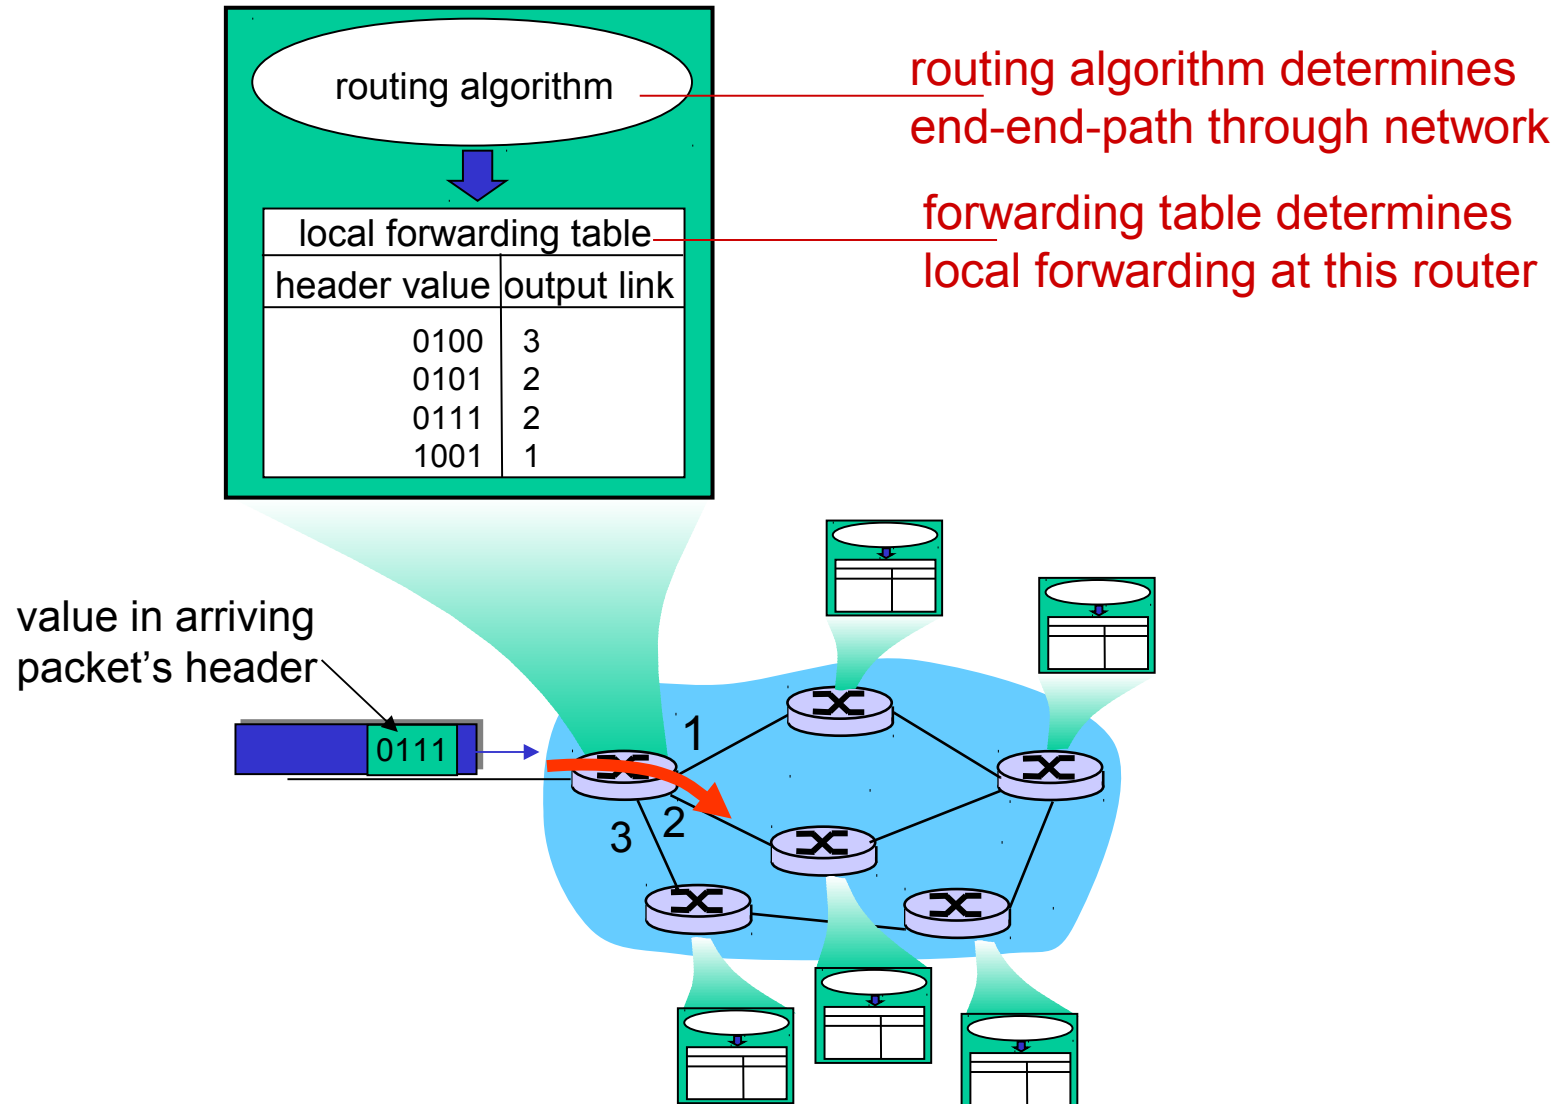 routing algorithm
routing algorithm determines
end-end-path through network
local forwarding table
forwarding table determines
local forwarding at this router
header value output link
0100 3
0101 2
0111 2
1001 1
value in arriving
packet’s header
0111
1
2
3